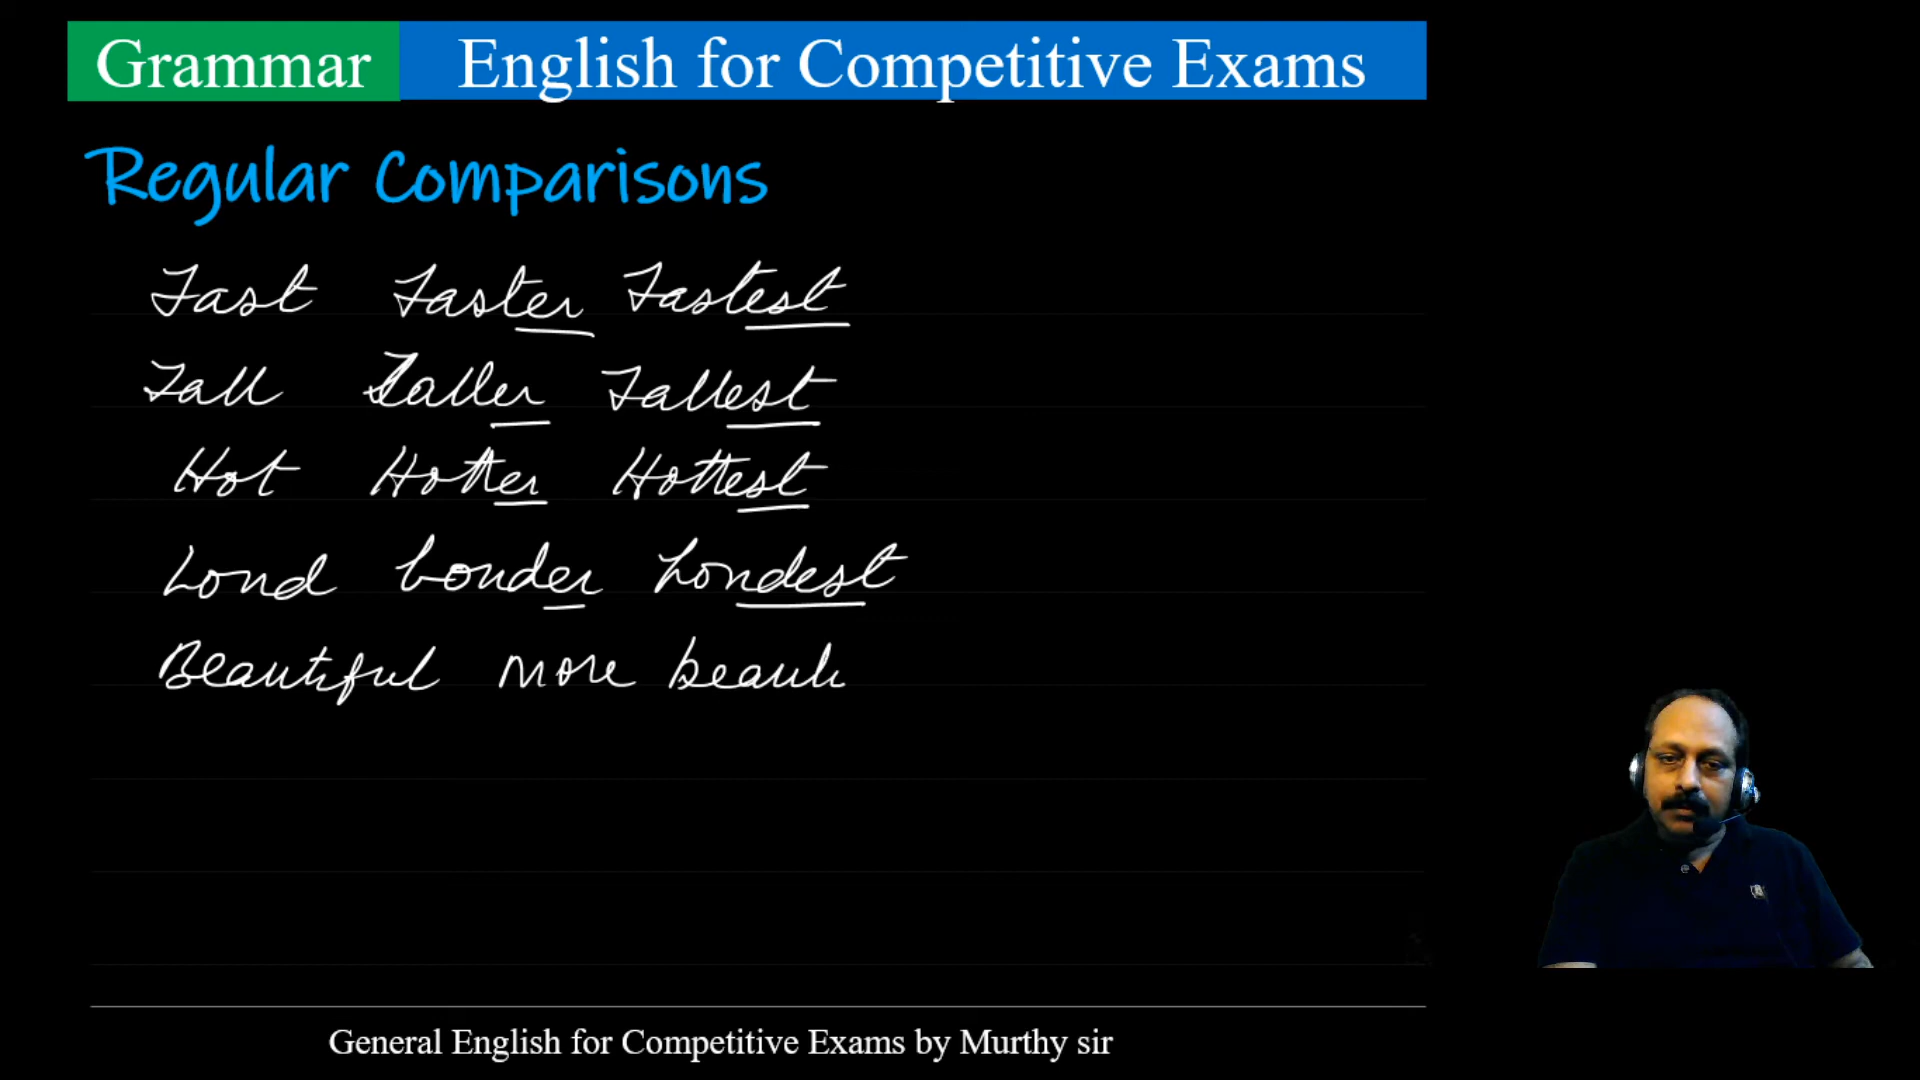 Grammar English for Competitive Exams
Regular Comparisons
Fast Faster Fastest
Tall Taller Tallest
Hot Hotter Hottest
Loud Louder Loudest
Beautiful more beauti
General English for Competitive Exams by Murthy sir